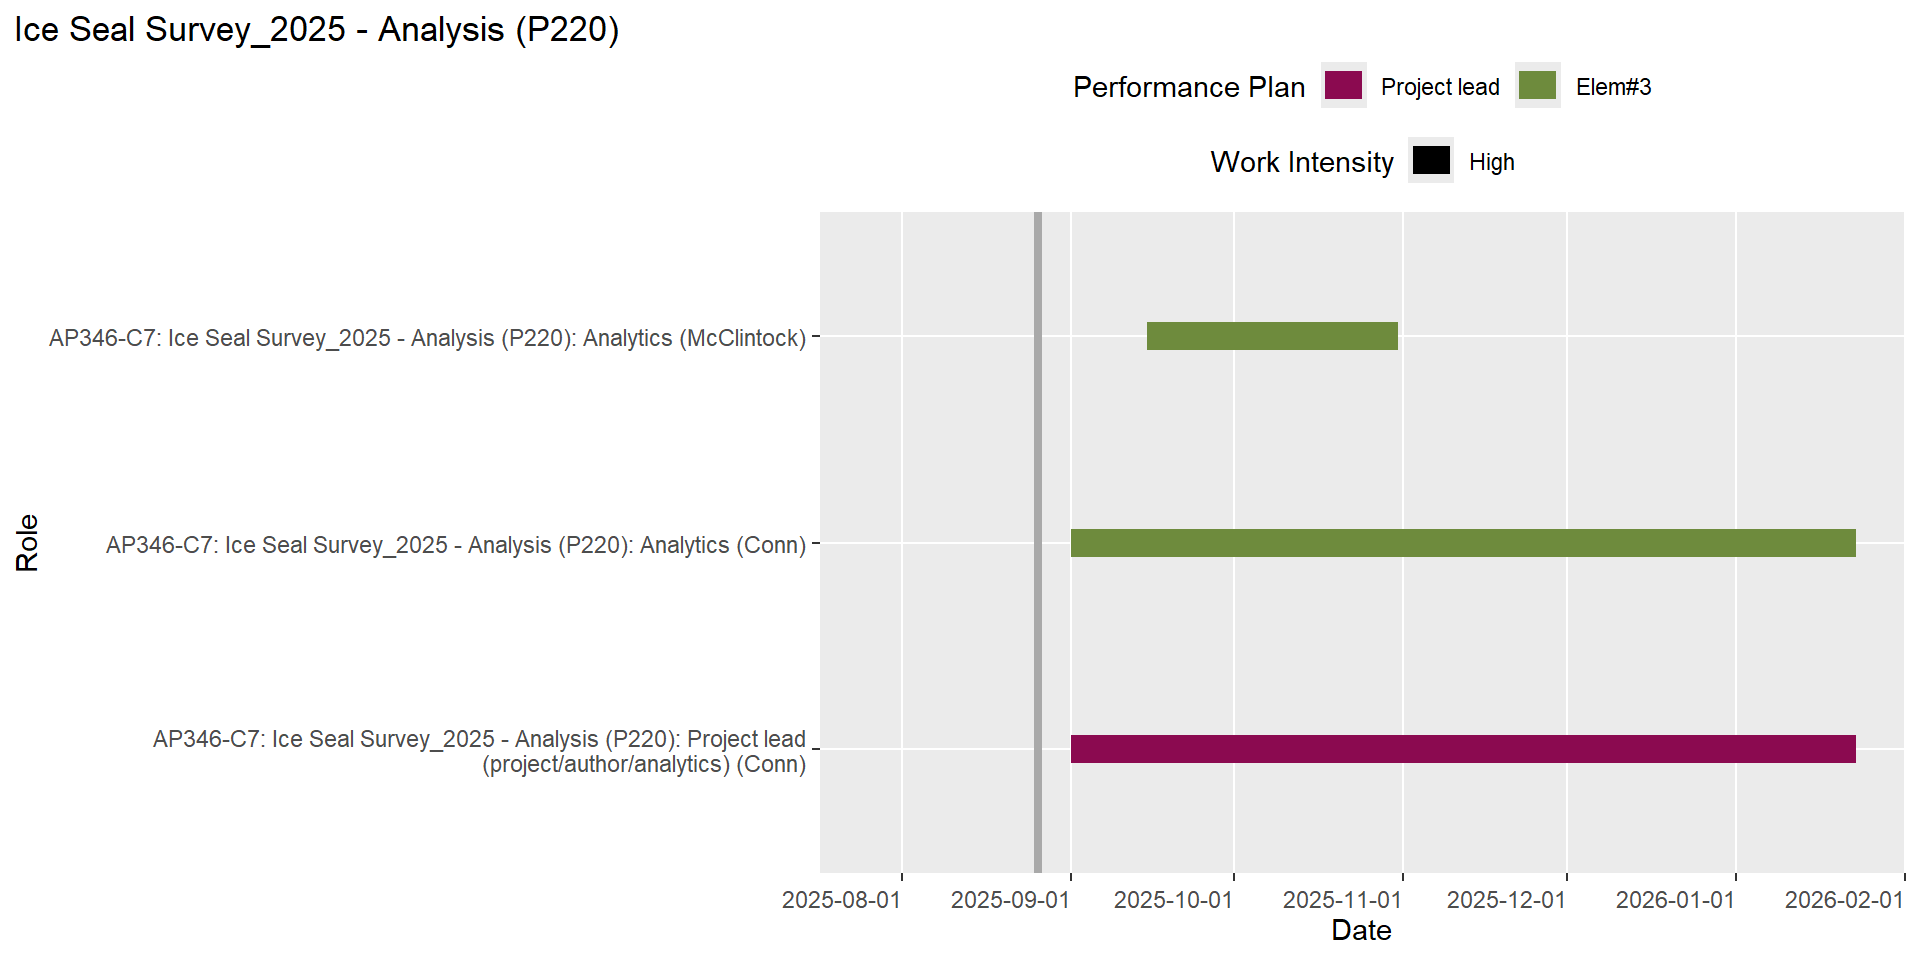 Ice Seal Survey_2025 - Analysis (P220)
Performance Plan Project lead Elem#3
Work Intensity High
AP346-C7: Ice Seal Survey_2025 - Analysis (P220): Analytics (McClintock)
AP346-C7: Ice Seal Survey_2025 - Analysis (P220): Analytics (Conn)
AP346-C7: Ice Seal Survey_2025 - Analysis (P220): Project lead
(project/author/analytics) (Conn)
Role
2025-08-01 2025-09-01 2025-10-01 2025-11-01 2025-12-01 2026-01-01 2026-02-01
Date